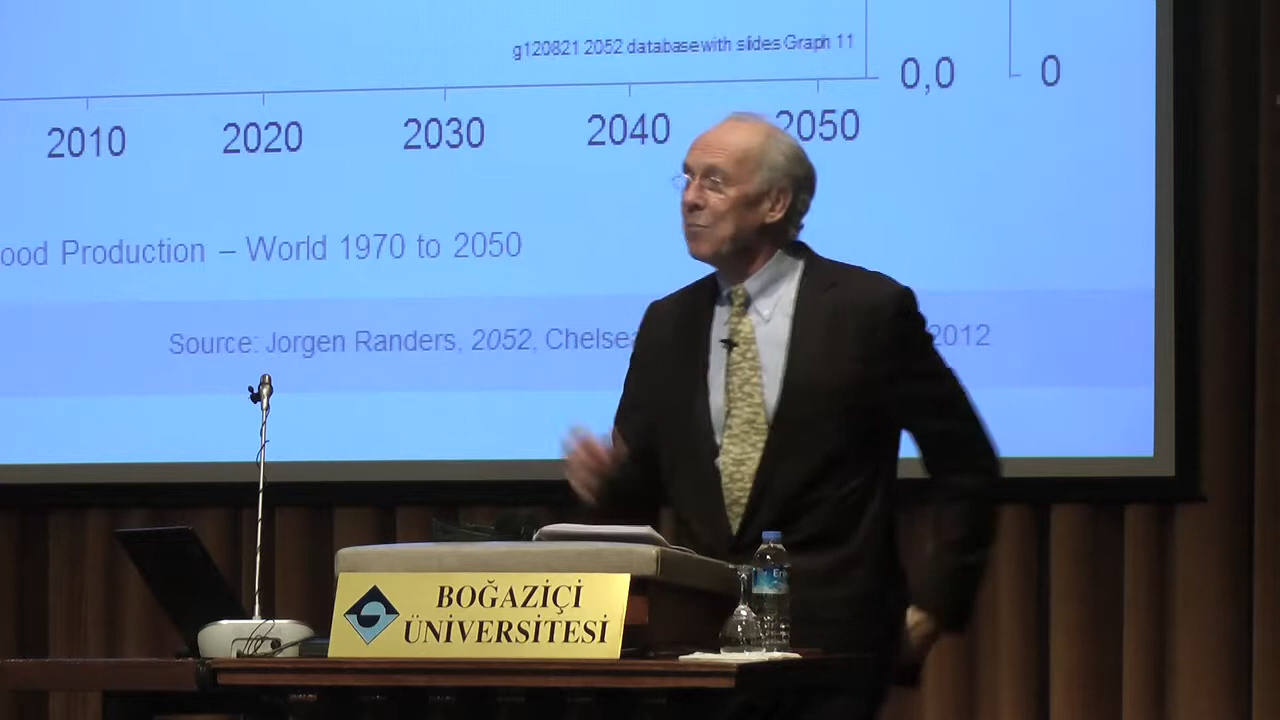 g120821 2052 database with slides Graph 11
0,0 0
2010 2020 2030 2040 2050
ood Production – World 1970 to 2050
Source: Jorgen Randers, 2052, Chelsea 2012
BOĞAZİÇİ
ÜNİVERSİTESİ